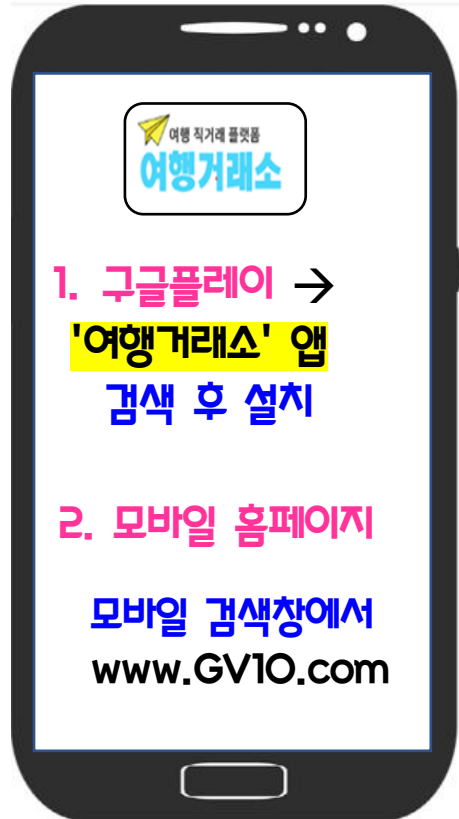 여행 직거래 플랫폼
여행거래소
1. 구글플레이 →
'여행거래소' 앱
검색 후 설치
2. 모바일 홈페이지
모바일 검색창에서
www.GV10.com